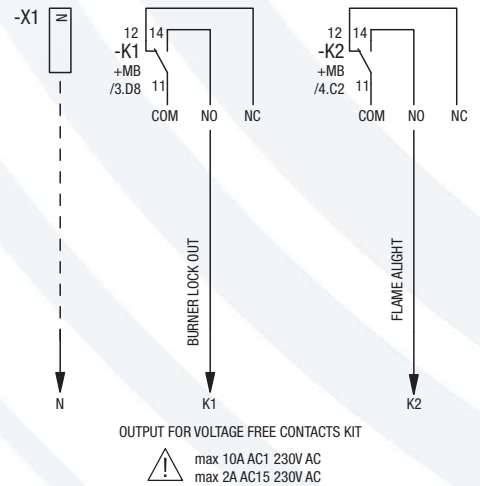 -X1
N
12 14
-K1
+MB
/3.D8
11
COM NO NC
12 14
-K2
+MB
/4.C2
11
COM NO NC
BURNER LOCK OUT
FLAME ALIGHT
N K1 K2
OUTPUT FOR VOLTAGE FREE CONTACTS KIT
! max 10A AC1 230V AC
max 2A AC15 230V AC